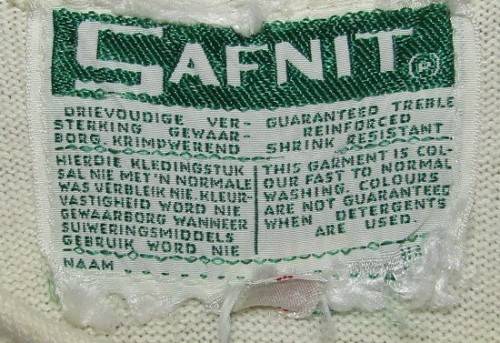 SAFNIT®
DRIEVOUDIGE VER-
STERKING GEWAAR-
BORG KRIMPWEREND
GUARANTEED TREBLE
REINFORCED
SHRINK RESISTANT
HIERDIE KLEDINGSTUK
SAL NIE MET'N NORMALE
WAS VERBLEIK NIE. KLEUR-
VASTIGHEID WORD NIE
GEWAARBORG WANNEER
SUIWERINGSMIDDELS
GEBRUIK WORD NIE
THIS GARMENT IS COL-
OUR FAST TO NORMAL
WASHING. COLOURS
ARE NOT GUARANTEED
WHEN DETERGENTS
ARE USED.
NAAM